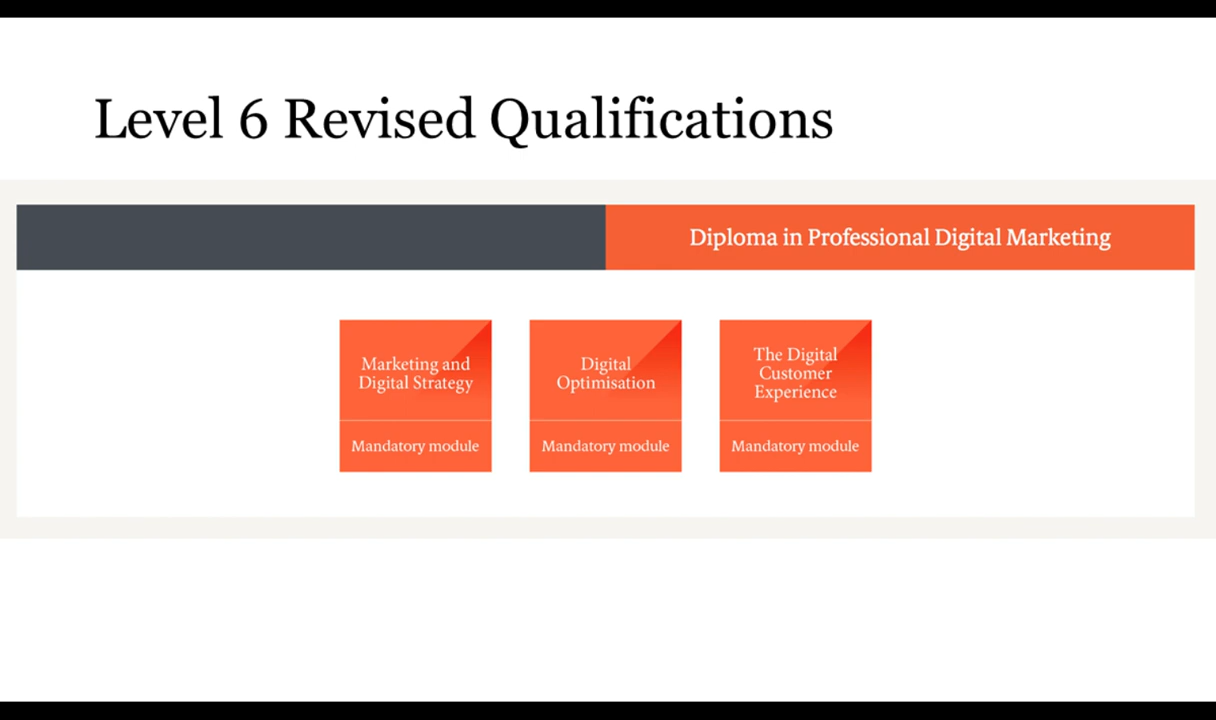 Level 6 Revised Qualifications
Diploma in Professional Digital Marketing
Marketing and
Digital Strategy
Mandatory module
Digital
Optimisation
Mandatory module
The Digital
Customer
Experience
Mandatory module